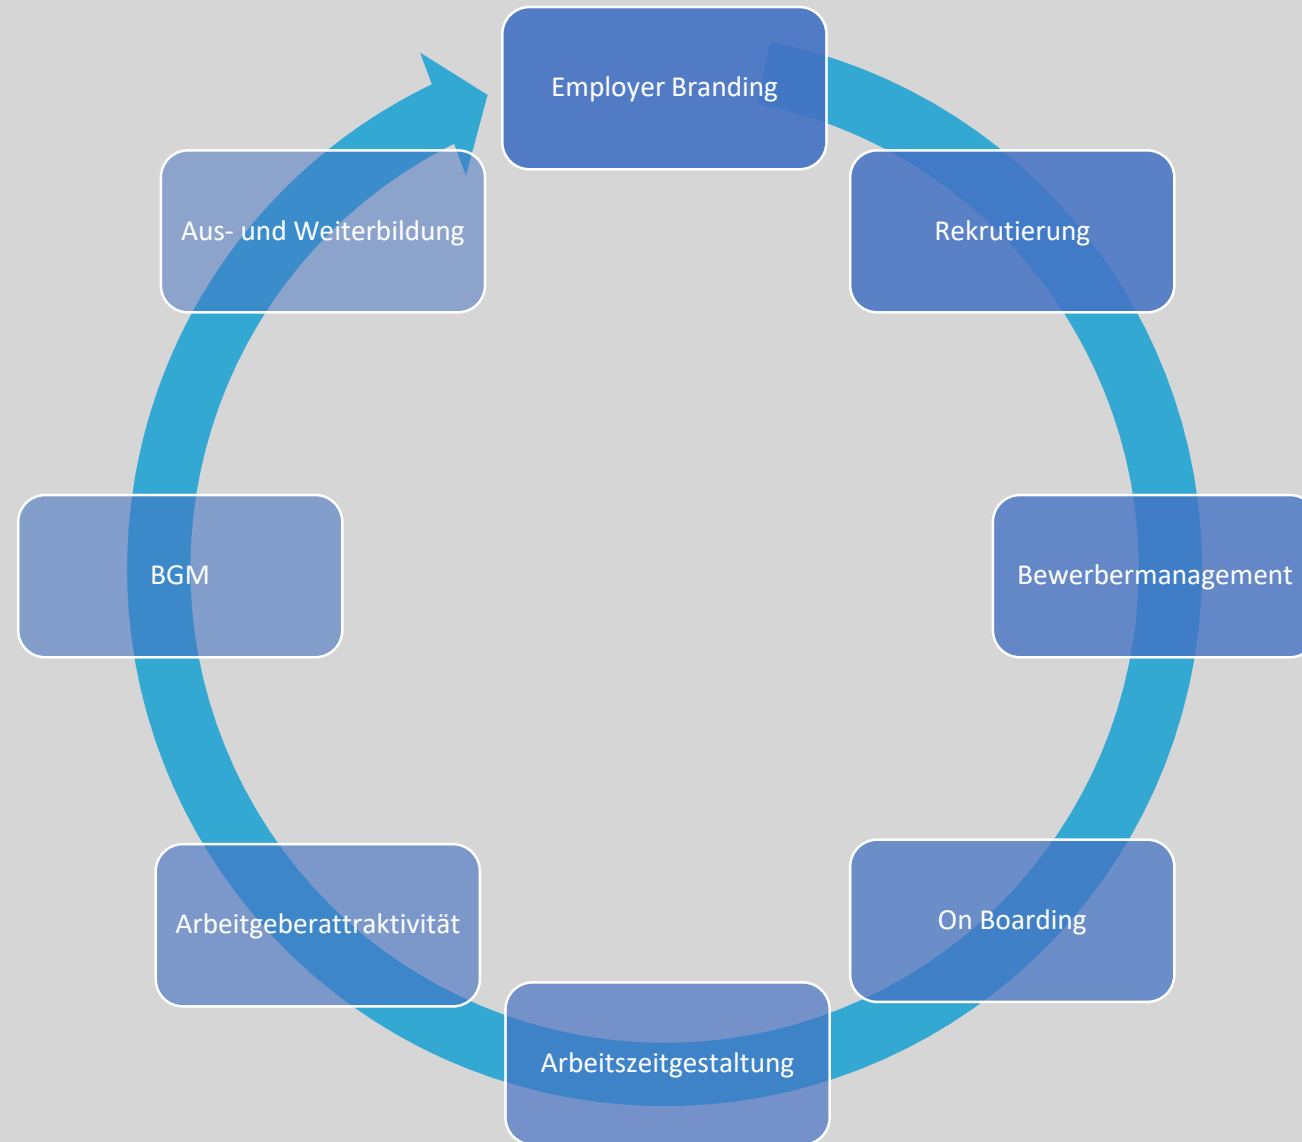 Employer Branding
Rekrutierung
Bewerbermanagement
On Boarding
Arbeitszeitgestaltung
Arbeitgeberattraktivität
BGM
Aus- und Weiterbildung